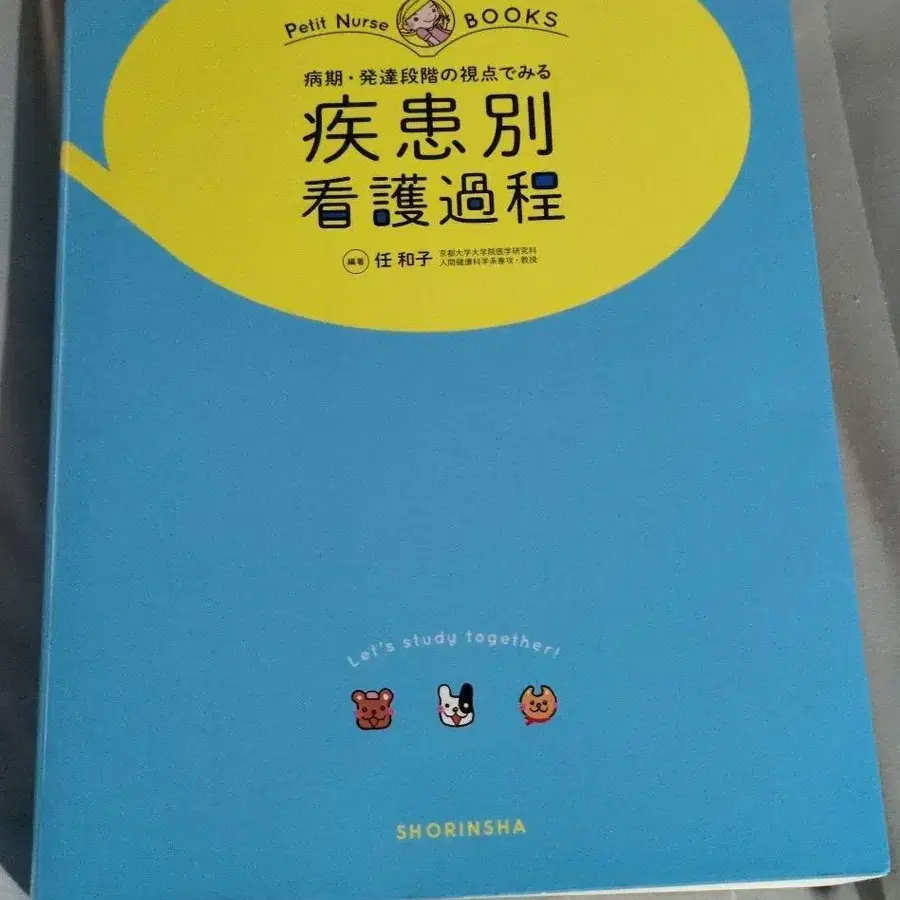 Petit Nurse BOOKS
病期・発達段階の視点でみる
疾患別
看護過程
編著 任 和子 京都大学大学院医学研究科
人間健康科学系専攻・教授
Let's study together!
SHORINSHA